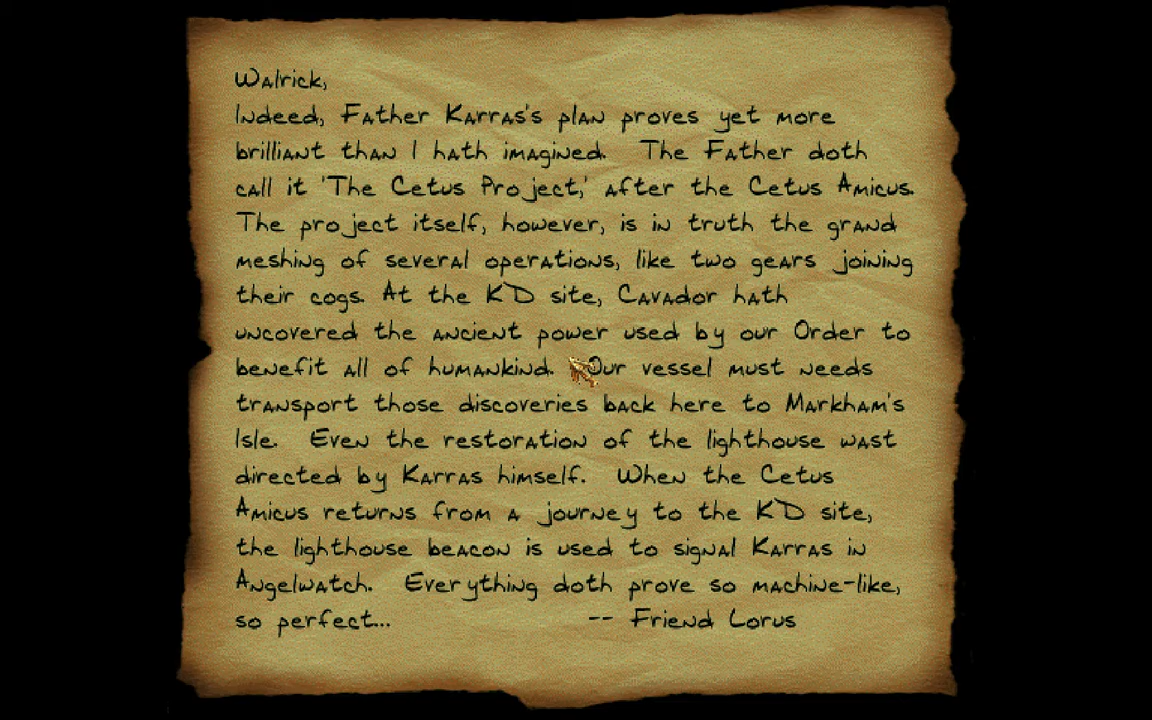 Walrick,
Indeed, Father Karras's plan proves yet more
brilliant than I hath imagined. The Father doth
call it 'The Cetus Project,' after the Cetus Amicus.
The project itself, however, is in truth the grand
meshing of several operations, like two gears joining
their cogs. At the KD site, Cavador hath
uncovered the ancient power used by our Order to
benefit all of humankind. Our vessel must needs
transport those discoveries back here to Markham's
Isle. Even the restoration of the lighthouse wast
directed by Karras himself. When the Cetus
Amicus returns from a journey to the KD site,
the lighthouse beacon is used to signal Karras in
Angelwatch. Everything doth prove so machine-like,
so perfect... -- Friend Lorus